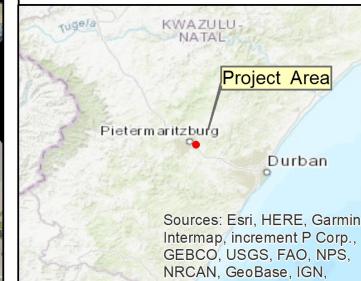 Tugela
KWAZULU-
NATAL
Project Area
Pietermaritzburg
Durban
Sources: Esri, HERE, Garmin
Intermap, increment P Corp.,
GEBCO, USGS, FAO, NPS,
NRCAN, GeoBase, IGN,